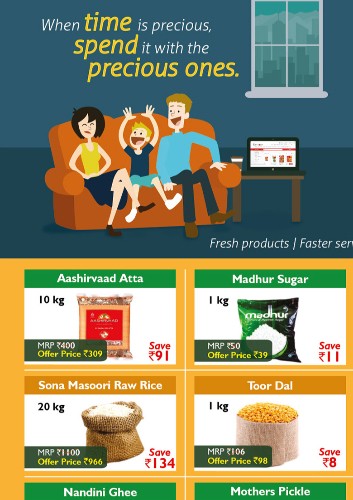 When time is precious,
spend it with the
precious ones.
Fresh products | Faster ser
Aashirvaad Atta
10 kg
MRP ₹400
Offer Price ₹309
Save
₹91
Madhur Sugar
1 kg
madhur
MRP ₹50
Offer Price ₹39
Save
₹11
Sona Masoori Raw Rice
20 kg
MRP ₹1100
Offer Price ₹966
Save
₹134
Toor Dal
1 kg
MRP ₹106
Offer Price ₹98
Save
₹8
Nandini Ghee
Mothers Pickle